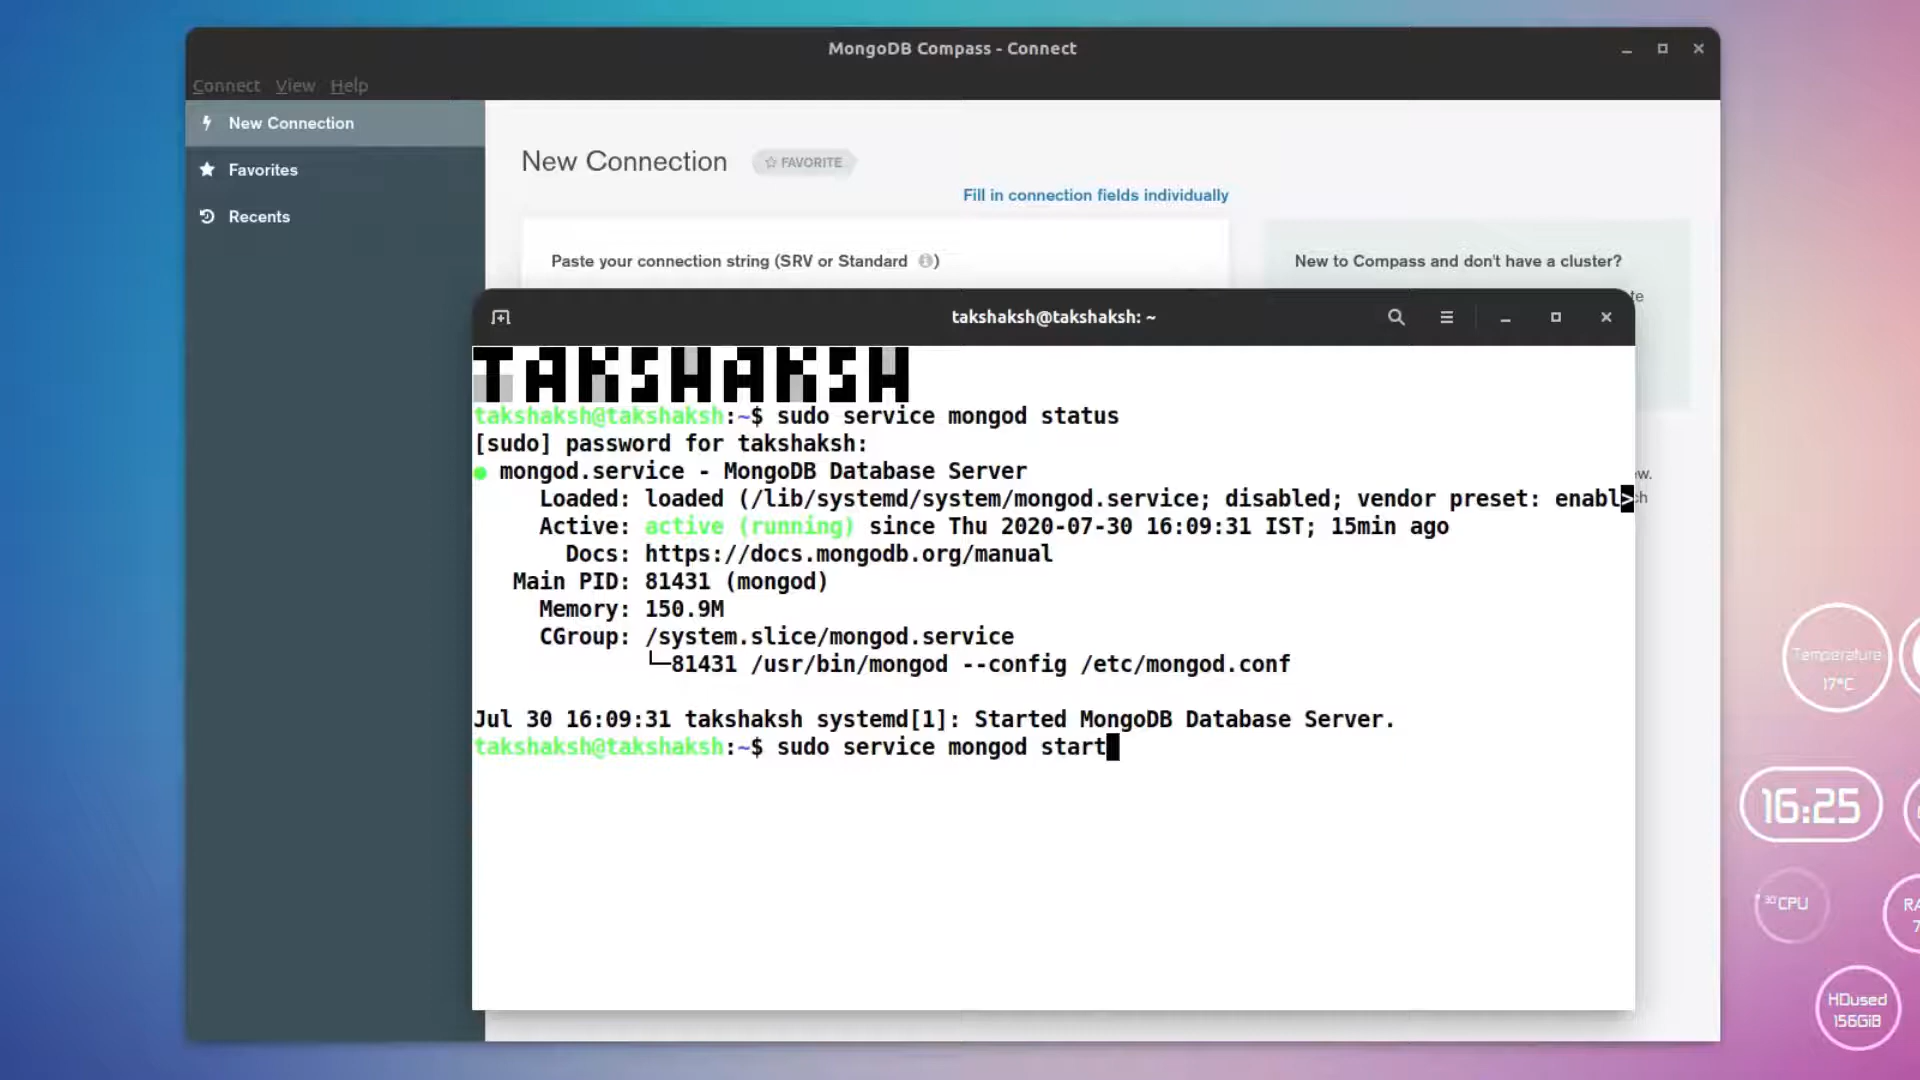 MongoDB Compass - Connect
Connect View Help
New Connection
Favorites
Recents
New Connection
FAVORITE
Fill in connection fields individually
Paste your connection string (SRV or Standard )
New to Compass and don't have a cluster?
te
w.
h
takshaksh@takshaksh: ~
TAKSHAKSH
takshaksh@takshaksh:~$ sudo service mongod status
[sudo] password for takshaksh:
● mongod.service - MongoDB Database Server
Loaded: loaded (/lib/systemd/system/mongod.service; disabled; vendor preset: enabl>
Active: active (running) since Thu 2020-07-30 16:09:31 IST; 15min ago
Docs: https://docs.mongodb.org/manual
Main PID: 81431 (mongod)
Memory: 150.9M
CGroup: /system.slice/mongod.service
└─81431 /usr/bin/mongod --config /etc/mongod.conf
Jul 30 16:09:31 takshaksh systemd[1]: Started MongoDB Database Server.
takshaksh@takshaksh:~$ sudo service mongod start
Temperature
17°C
16:25
30° CPU
RA
7
HDused
156GiB